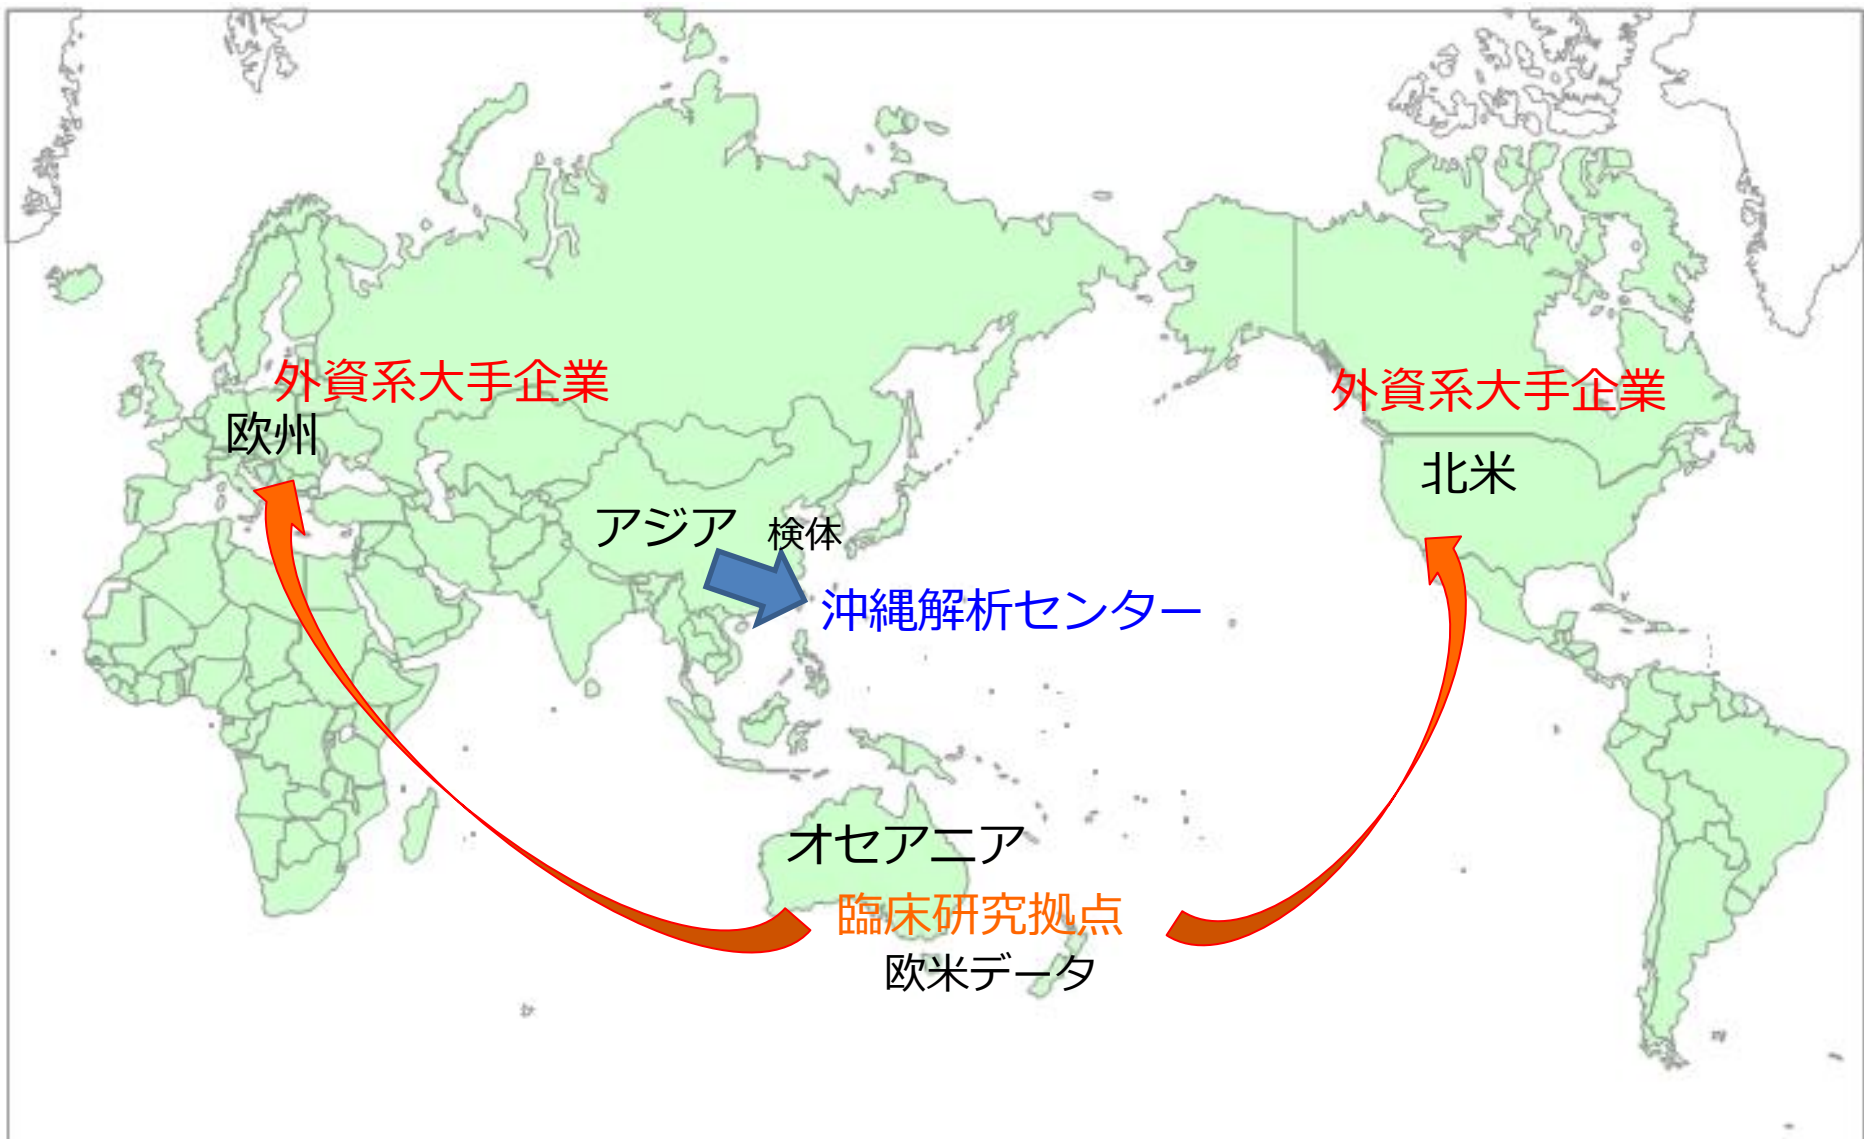 外資系大手企業
欧州
外資系大手企業
北米
アジア
検体
沖縄解析センター
オセアニア
臨床研究拠点
欧米データ